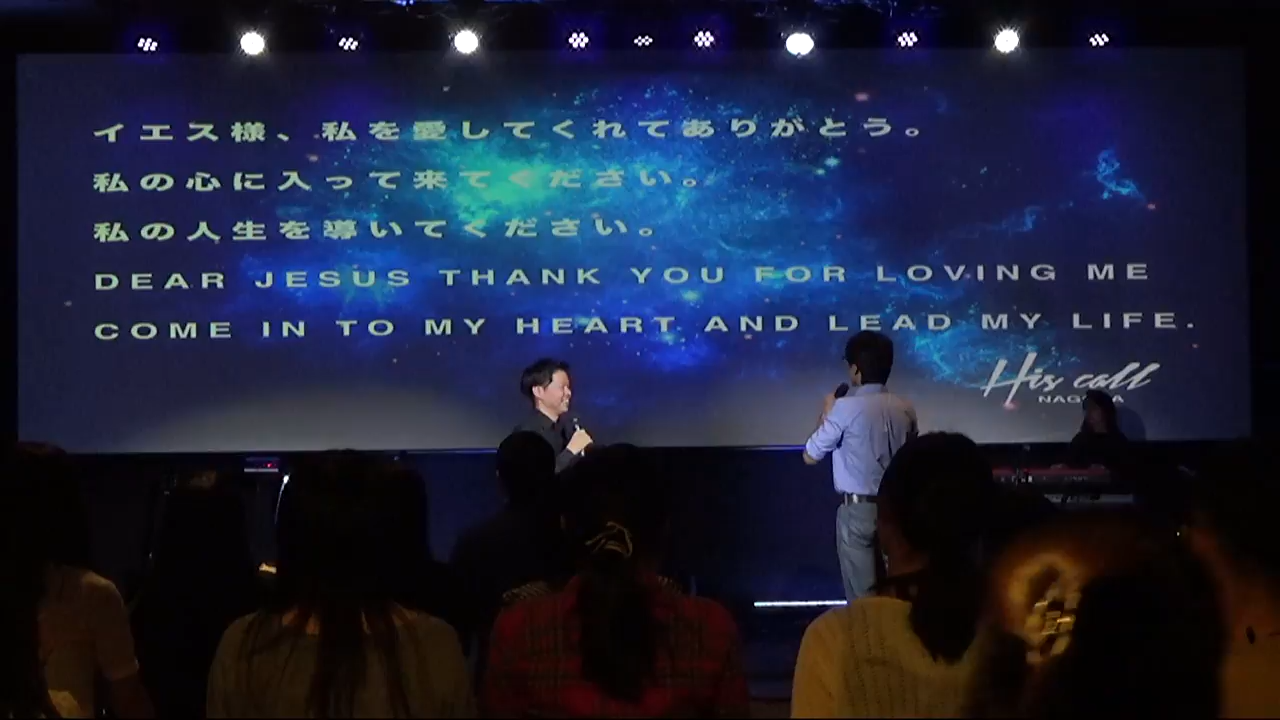 イエス様、私を愛してくれてありがとう。
私の心に入って来てください。
私の人生を導いてください。
DEAR JESUS THANK YOU FOR LOVING ME
COME IN TO MY HEART AND LEAD MY LIFE.
His call